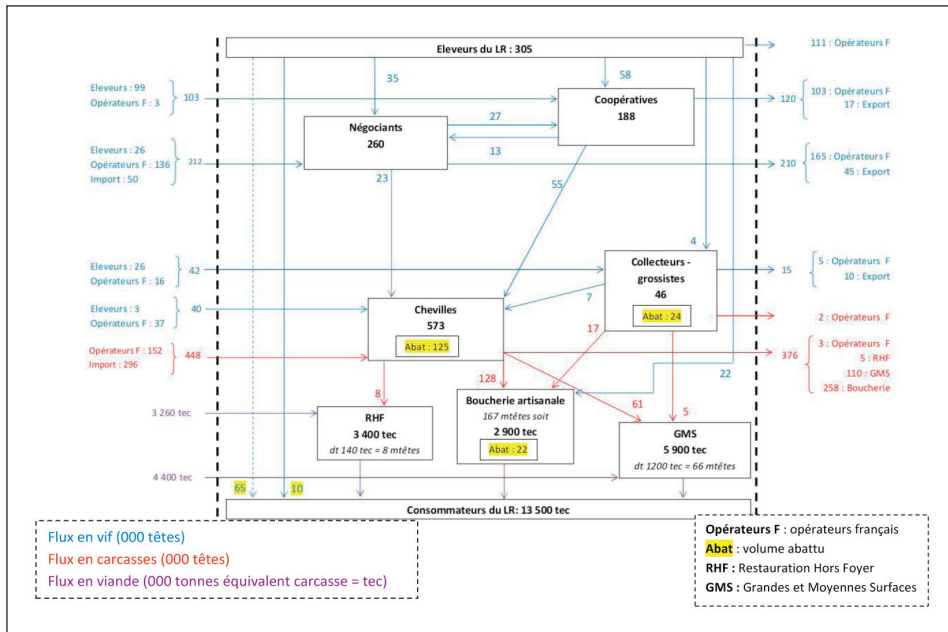 Eleveurs du LR : 305
111 : Opérateurs F
35
58
Eleveurs : 99
Opérateurs F : 3
103
Coopératives
188
120
103 : Opérateurs F
17 : Export
27
Négociants
260
13
Eleveurs : 26
Opérateurs F : 136
Import : 50
212
210
165 : Opérateurs F
45 : Export
23
55
4
Eleveurs : 26
Opérateurs F : 16
42
Collecteurs -
grossistes
46
Abat : 24
15
5 : Opérateurs F
10 : Export
7
Eleveurs : 3
Opérateurs F : 37
40
Chevilles
573
Abat : 125
17
2 : Opérateurs F
Opérateurs F : 152
Import : 296
448
376
3 : Opérateurs F
5 : RHF
110 : GMS
258 : Boucherie
8
128
22
61
5
3 260 tec
RHF
3 400 tec
dt 140 tec = 8 mtêtes
Boucherie artisanale
167 mtêtes soit
2 900 tec
Abat : 22
GMS
5 900 tec
dt 1200 tec = 66 mtêtes
4 400 tec
65
10
Consommateurs du LR: 13 500 tec
Flux en vif (000 têtes)
Flux en carcasses (000 têtes)
Flux en viande (000 tonnes équivalent carcasse = tec)
Opérateurs F : opérateurs français
Abat : volume abattu
RHF : Restauration Hors Foyer
GMS : Grandes et Moyennes Surfaces